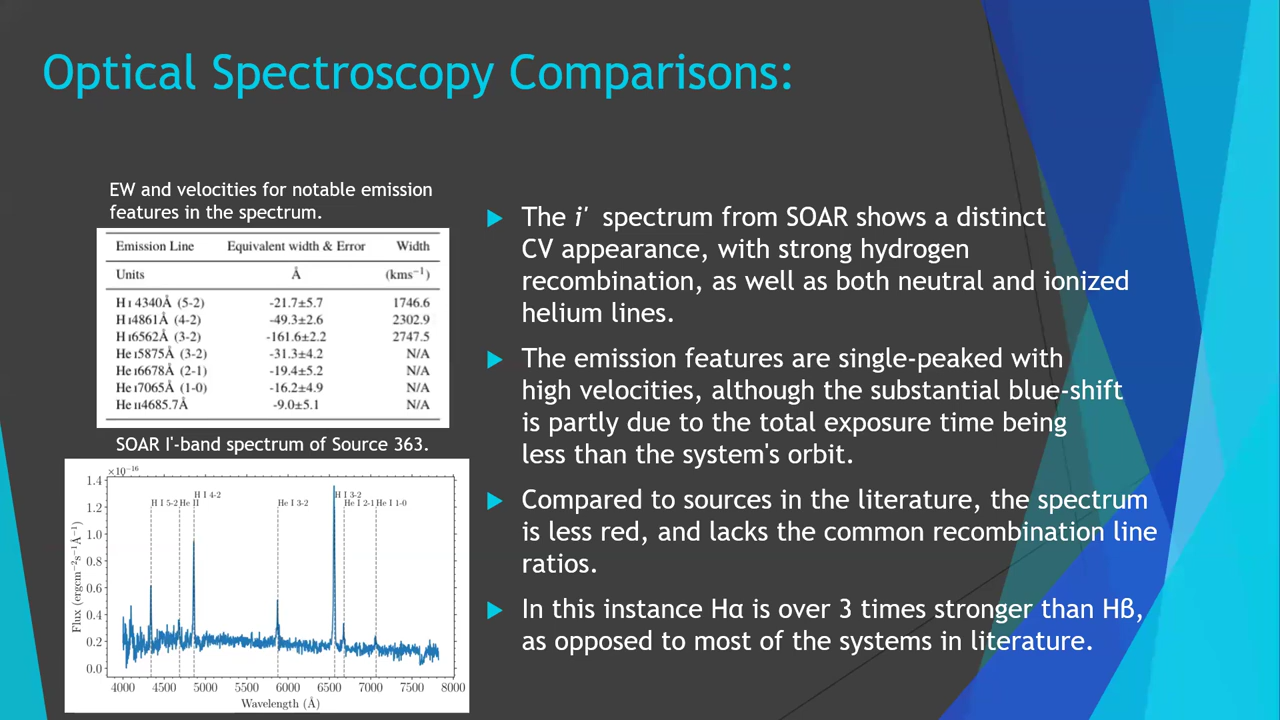 Optical Spectroscopy Comparisons:
EW and velocities for notable emission
features in the spectrum.
Emission Line Equivalent width & Error Width
Units Å (kms⁻¹)
H I 4340Å (5-2) -21.7±5.7 1746.6
H I4861Å (4-2) -49.3±2.6 2302.9
H I6562Å (3-2) -161.6±2.2 2747.5
He I5875Å (3-2) -31.3±4.2 N/A
He I6678Å (2-1) -19.4±5.2 N/A
He I7065Å (1-0) -16.2±4.9 N/A
He II4685.7Å -9.0±5.1 N/A
SOAR I'-band spectrum of Source 363.
×10⁻¹⁶
1.4
1.2
1.0
0.8
0.6
0.4
0.2
0.0
Flux (ergcm⁻²s⁻¹Å⁻¹)
H I 5-2
He II
H I 4-2
He I 3-2
H I 3-2
He I 2-1
He I 1-0
4000 4500 5000 5500 6000 6500 7000 7500 8000
Wavelength (Å)
The i' spectrum from SOAR shows a distinct
CV appearance, with strong hydrogen
recombination, as well as both neutral and ionized
helium lines.
The emission features are single-peaked with
high velocities, although the substantial blue-shift
is partly due to the total exposure time being
less than the system's orbit.
Compared to sources in the literature, the spectrum
is less red, and lacks the common recombination line
ratios.
In this instance Hα is over 3 times stronger than Hβ,
as opposed to most of the systems in literature.